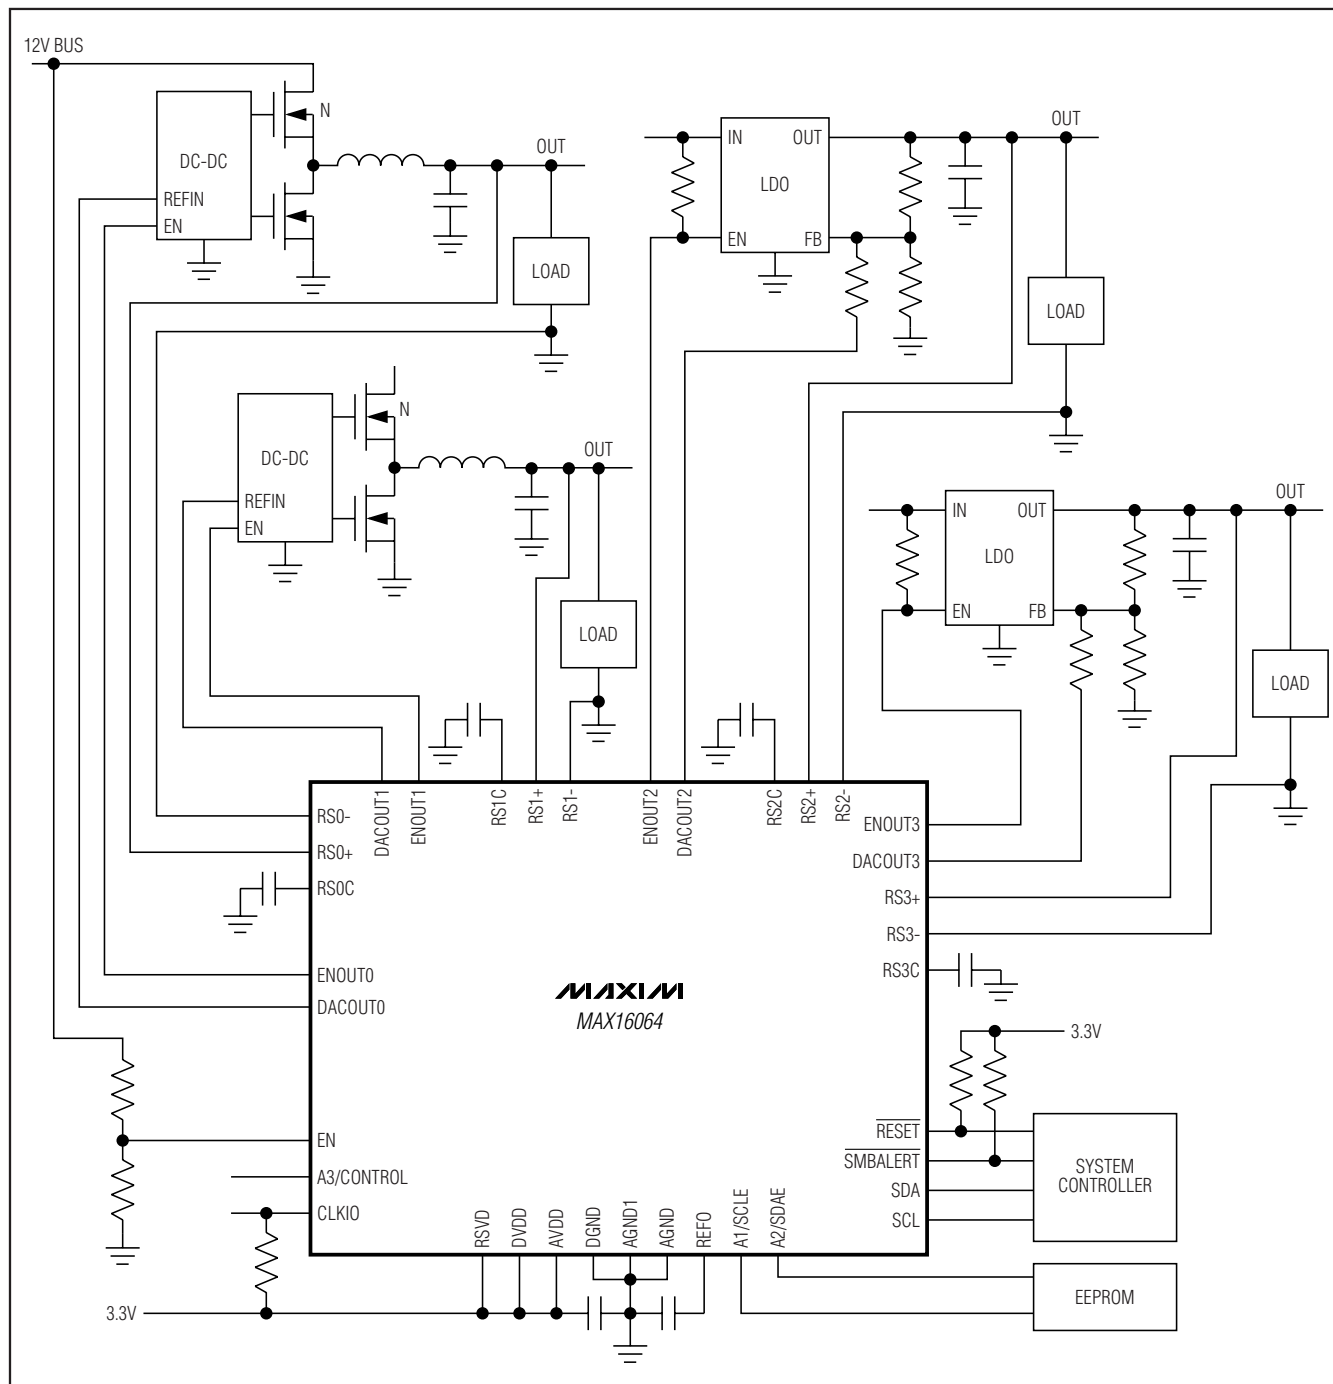 12V BUS
DC-DC
REFIN
EN
N
OUT
LOAD
IN
OUT
LDO
EN
FB
OUT
LOAD
DC-DC
REFIN
EN
N
OUT
LOAD
IN
OUT
LDO
EN
FB
OUT
LOAD
DACOUT1
ENOUT1
RS1C
RS1+
RS1-
ENOUT2
DACOUT2
RS2C
RS2+
RS2-
RS0-
RS0+
RS0C
ENOUT0
DACOUT0
EN
A3/CONTROL
CLKIO
MAXIM
MAX16064
ENOUT3
DACOUT3
RS3+
RS3-
RS3C
3.3V
RESET
SMBALERT
SDA
SCL
SYSTEM
CONTROLLER
RSVD
DVDD
AVDD
DGND
AGND1
AGND
REFO
A1/SCLE
A2/SDAE
3.3V
EEPROM